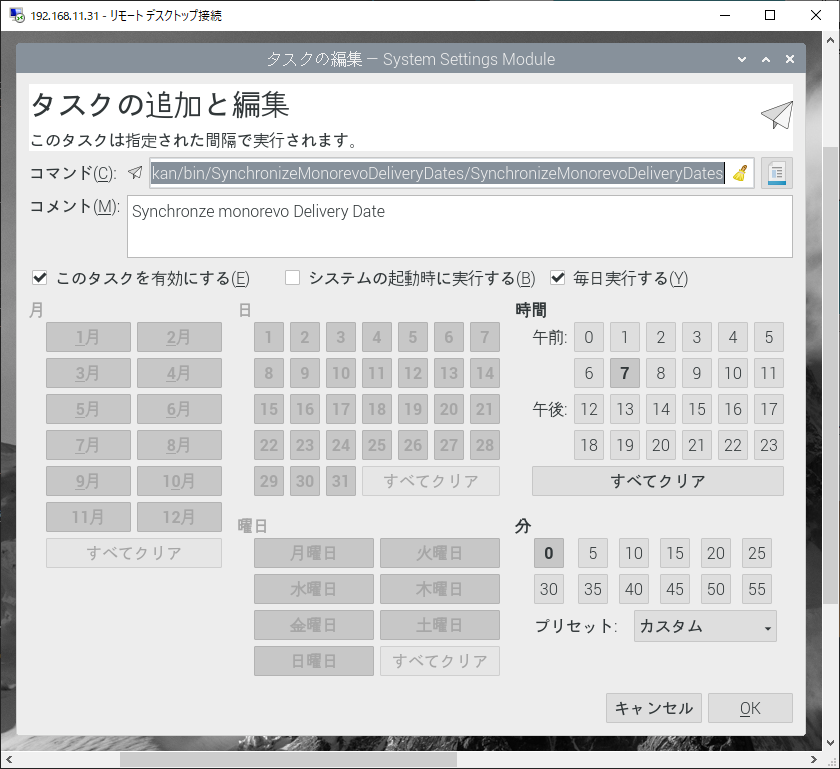 192.168.11.31 - リモート デスクトップ接続
タスクの編集 — System Settings Module
タスクの追加と編集
このタスクは指定された間隔で実行されます。
コマンド(C): kan/bin/SynchronizeMonorevoDeliveryDates/SynchronizeMonorevoDeliveryDates
コメント(M): Synchronze monorevo Delivery Date
このタスクを有効にする(E) システムの起動時に実行する(B) 毎日実行する(Y)
月
1月 2月
3月 4月
5月 6月
7月 8月
9月 10月
11月 12月
すべてクリア
日
1 2 3 4 5 6 7
8 9 10 11 12 13 14
15 16 17 18 19 20 21
22 23 24 25 26 27 28
29 30 31 すべてクリア
曜日
月曜日 火曜日
水曜日 木曜日
金曜日 土曜日
日曜日 すべてクリア
時間
午前: 0 1 2 3 4 5
6 7 8 9 10 11
午後: 12 13 14 15 16 17
18 19 20 21 22 23
すべてクリア
分
0 5 10 15 20 25
30 35 40 45 50 55
プリセット: カスタム
キャンセル OK